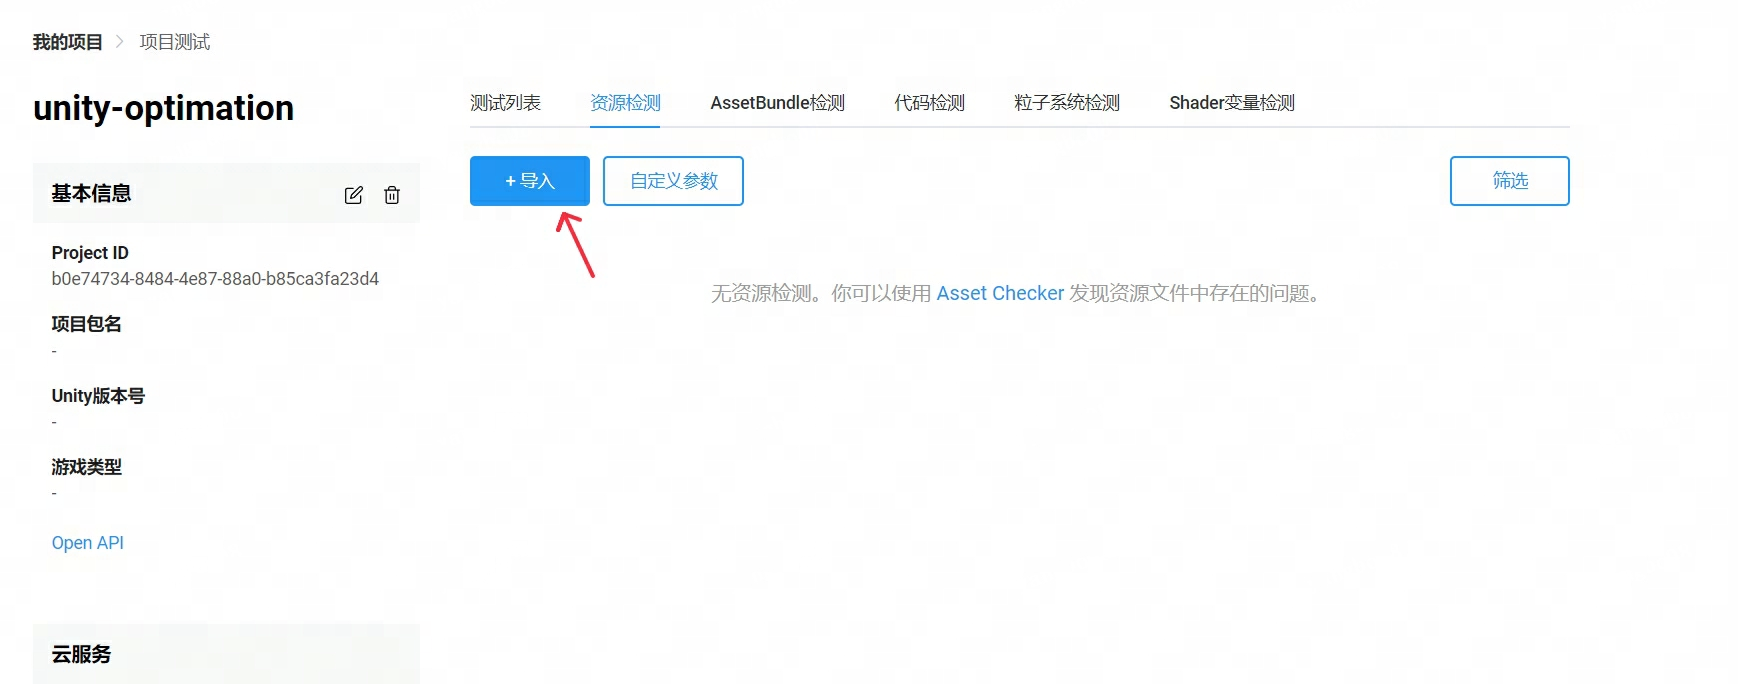 我的项目 > 项目测试
unity-optimation
测试列表 资源检测 AssetBundle检测 代码检测 粒子系统检测 Shader变量检测
+ 导入 自定义参数 筛选
基本信息
Project ID
b0e74734-8484-4e87-88a0-b85ca3fa23d4
无资源检测。你可以使用 Asset Checker 发现资源文件中存在的问题。
项目包名
-
Unity版本号
-
游戏类型
-
Open API
云服务